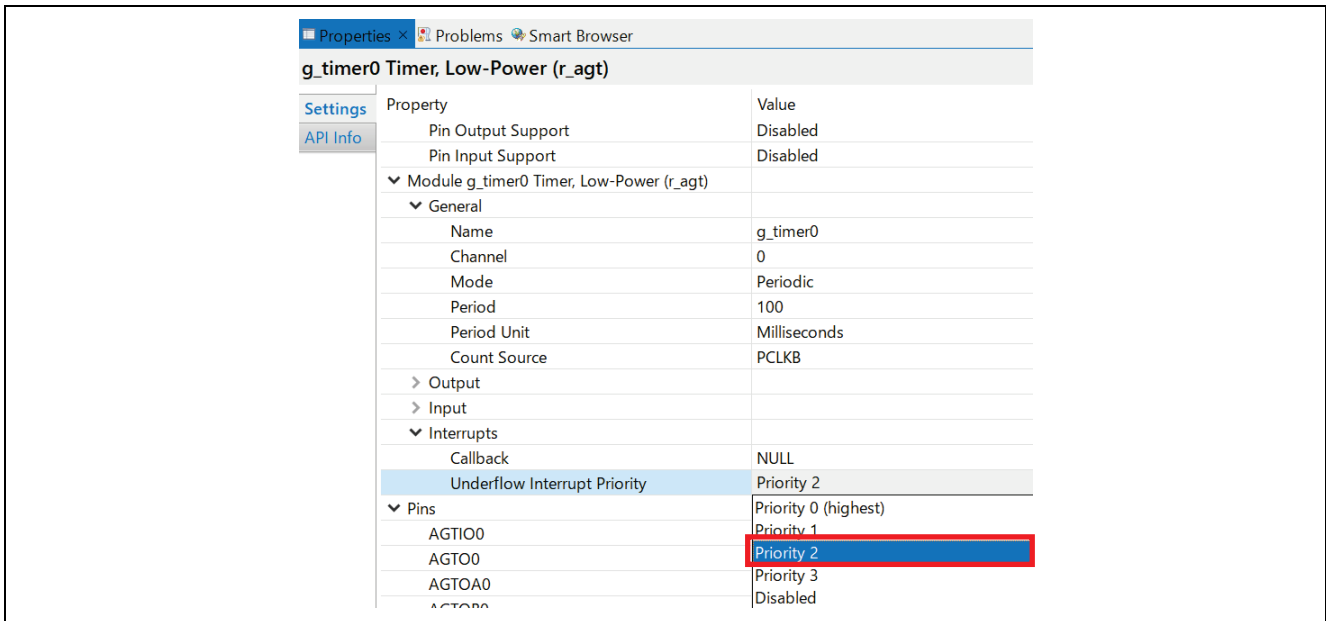 Properties Problems Smart Browser
g_timer0 Timer, Low-Power (r_agt)
Settings
API Info
Property Value
Pin Output Support Disabled
Pin Input Support Disabled
Module g_timer0 Timer, Low-Power (r_agt)
General
Name g_timer0
Channel 0
Mode Periodic
Period 100
Period Unit Milliseconds
Count Source PCLKB
Output
Input
Interrupts
Callback NULL
Underflow Interrupt Priority Priority 2
Pins Priority 0 (highest)
Priority 1
AGTIO0
AGTO0 Priority 2
AGTOA0 Priority 3
Disabled